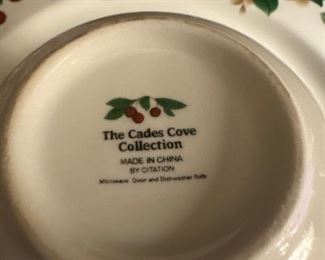 The Cades Cove
Collection
MADE IN CHINA
BY CITATION
Microwave Oven and Dishwasher Safe